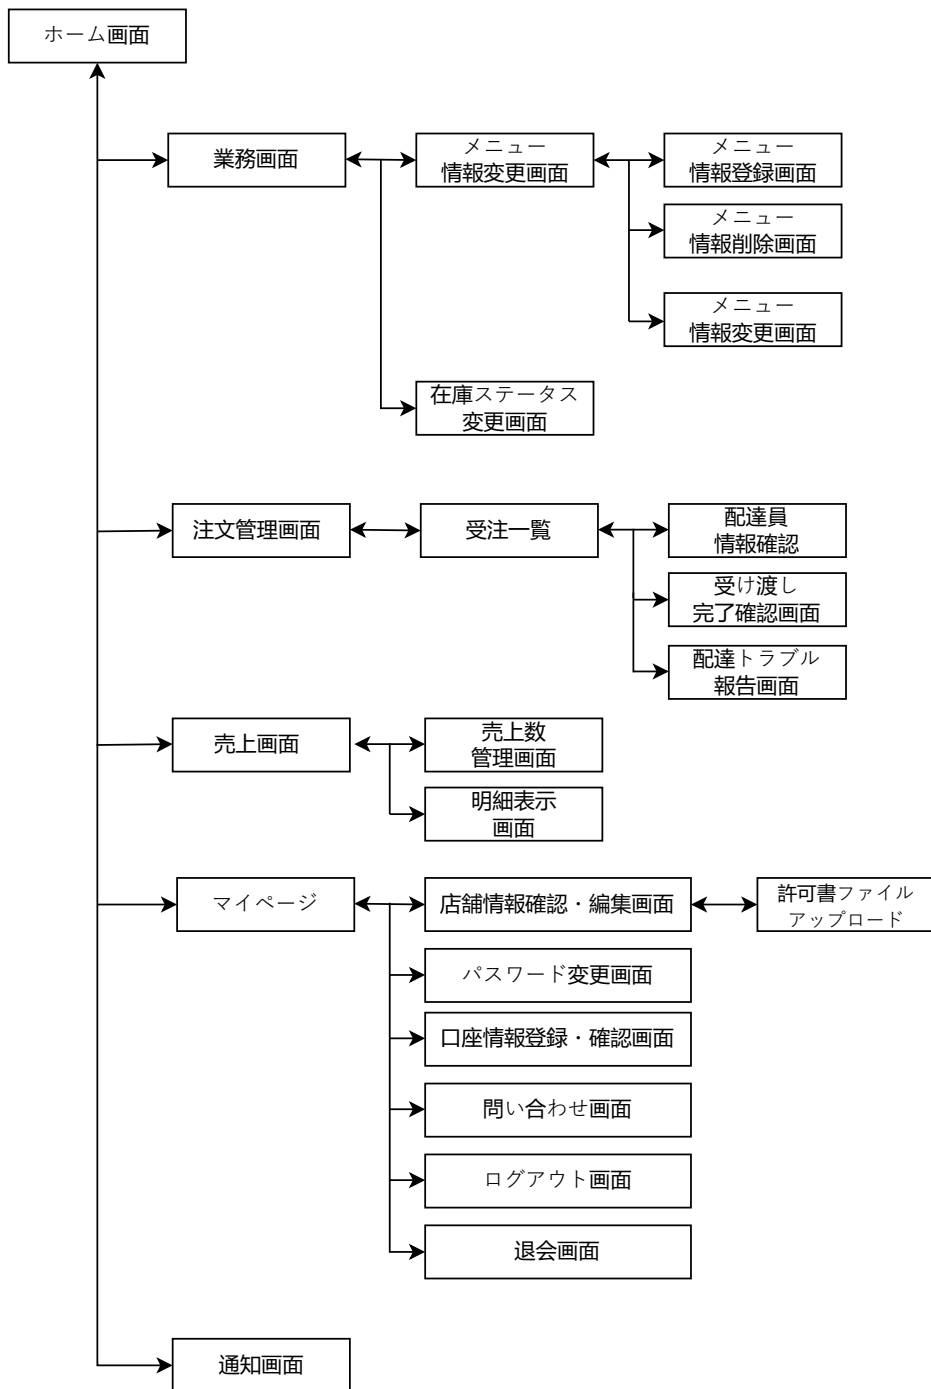 ホーム画面
業務画面
メニュー
情報変更画面
メニュー
情報登録画面
メニュー
情報削除画面
メニュー
情報変更画面
在庫ステータス
変更画面
注文管理画面
受注一覧
配達員
情報確認
受け渡し
完了確認画面
配達トラブル
報告画面
売上画面
売上数
管理画面
明細表示
画面
マイページ
店舗情報確認・編集画面
許可書ファイル
アップロード
パスワード変更画面
口座情報登録・確認画面
問い合わせ画面
ログアウト画面
退会画面
通知画面